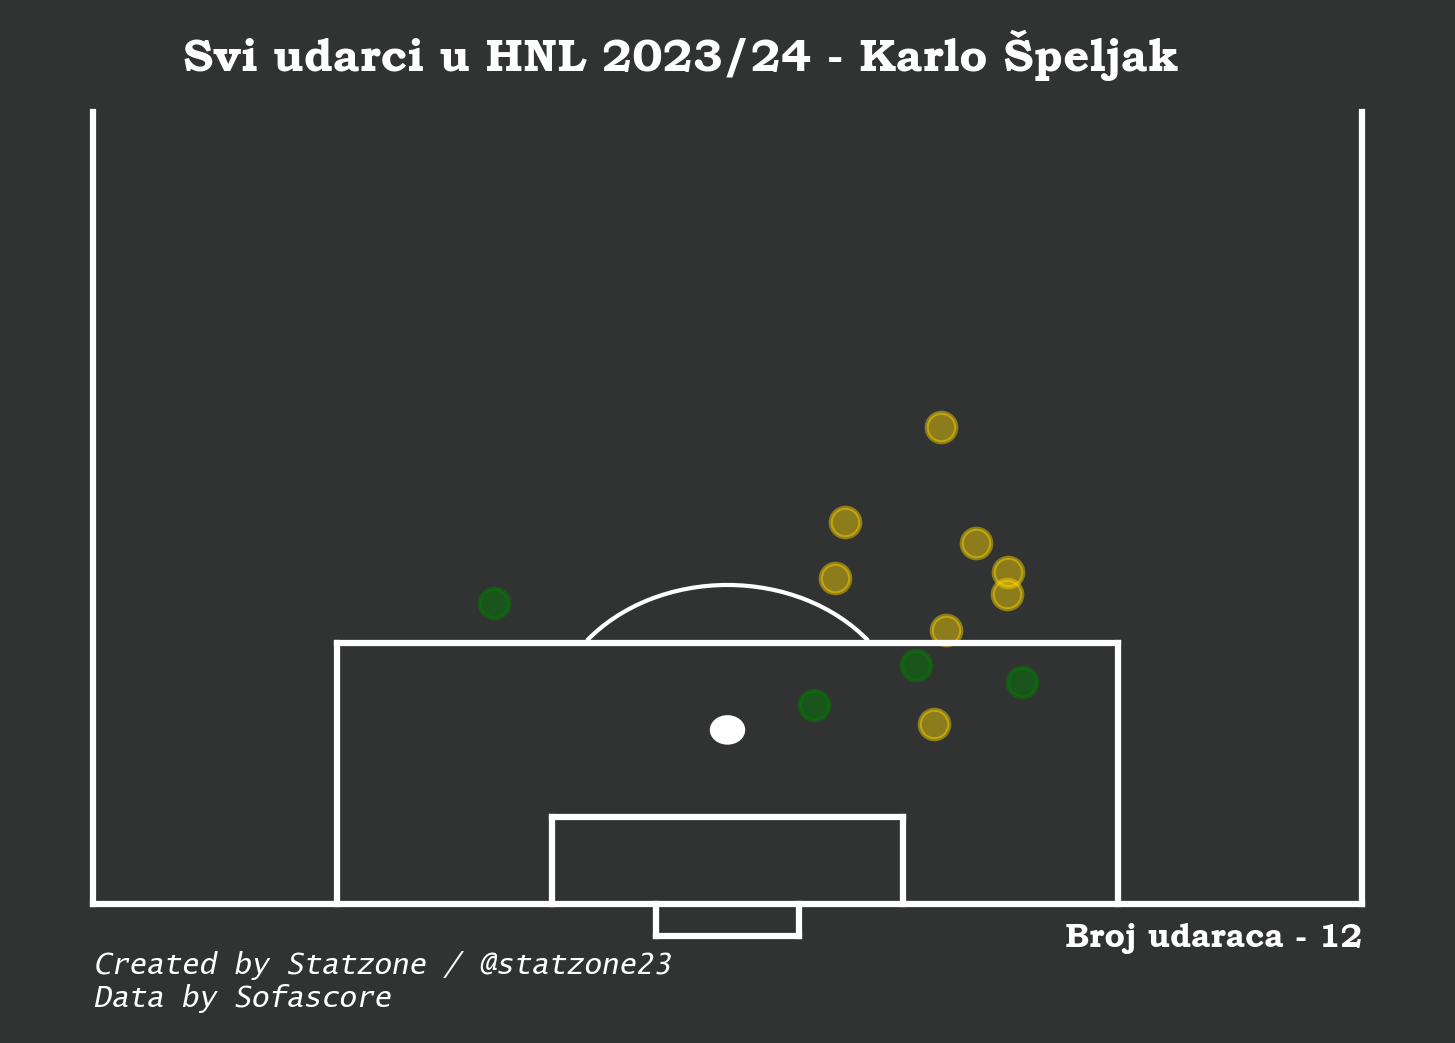 Svi udarci u HNL 2023/24 - Karlo Špeljak
Broj udaraca - 12
Created by Statzone / @statzone23
Data by Sofascore